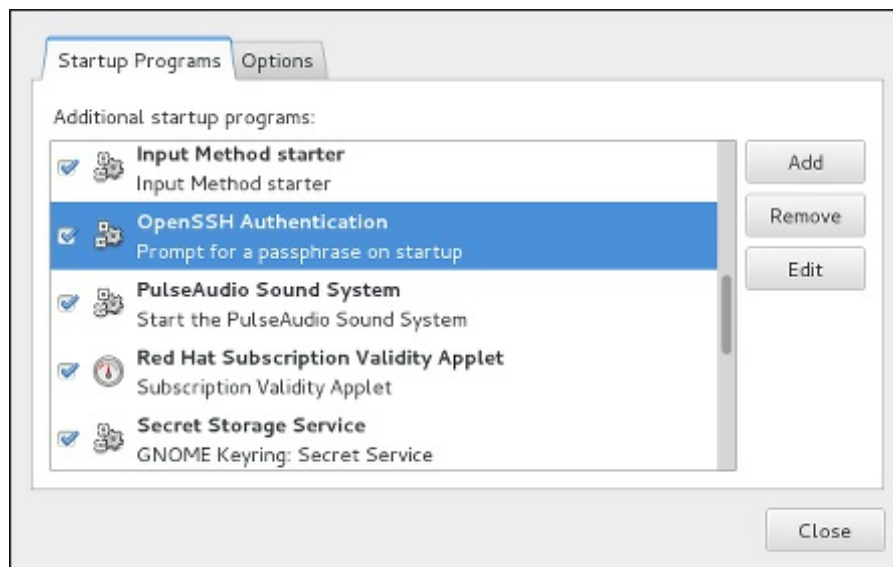 Startup Programs
Options
Additional startup programs:
Input Method starter
Input Method starter
OpenSSH Authentication
Prompt for a passphrase on startup
PulseAudio Sound System
Start the PulseAudio Sound System
Red Hat Subscription Validity Applet
Subscription Validity Applet
Secret Storage Service
GNOME Keyring: Secret Service
Add
Remove
Edit
Close